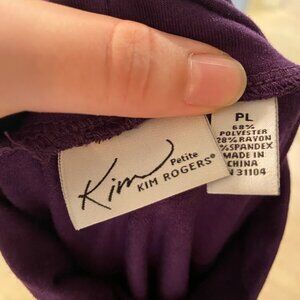 Kim
Petite
KIM ROGERS®
PL
68%
POLYESTER
28% RAYON
%SPANDEX
MADE IN
CHINA
N 31104